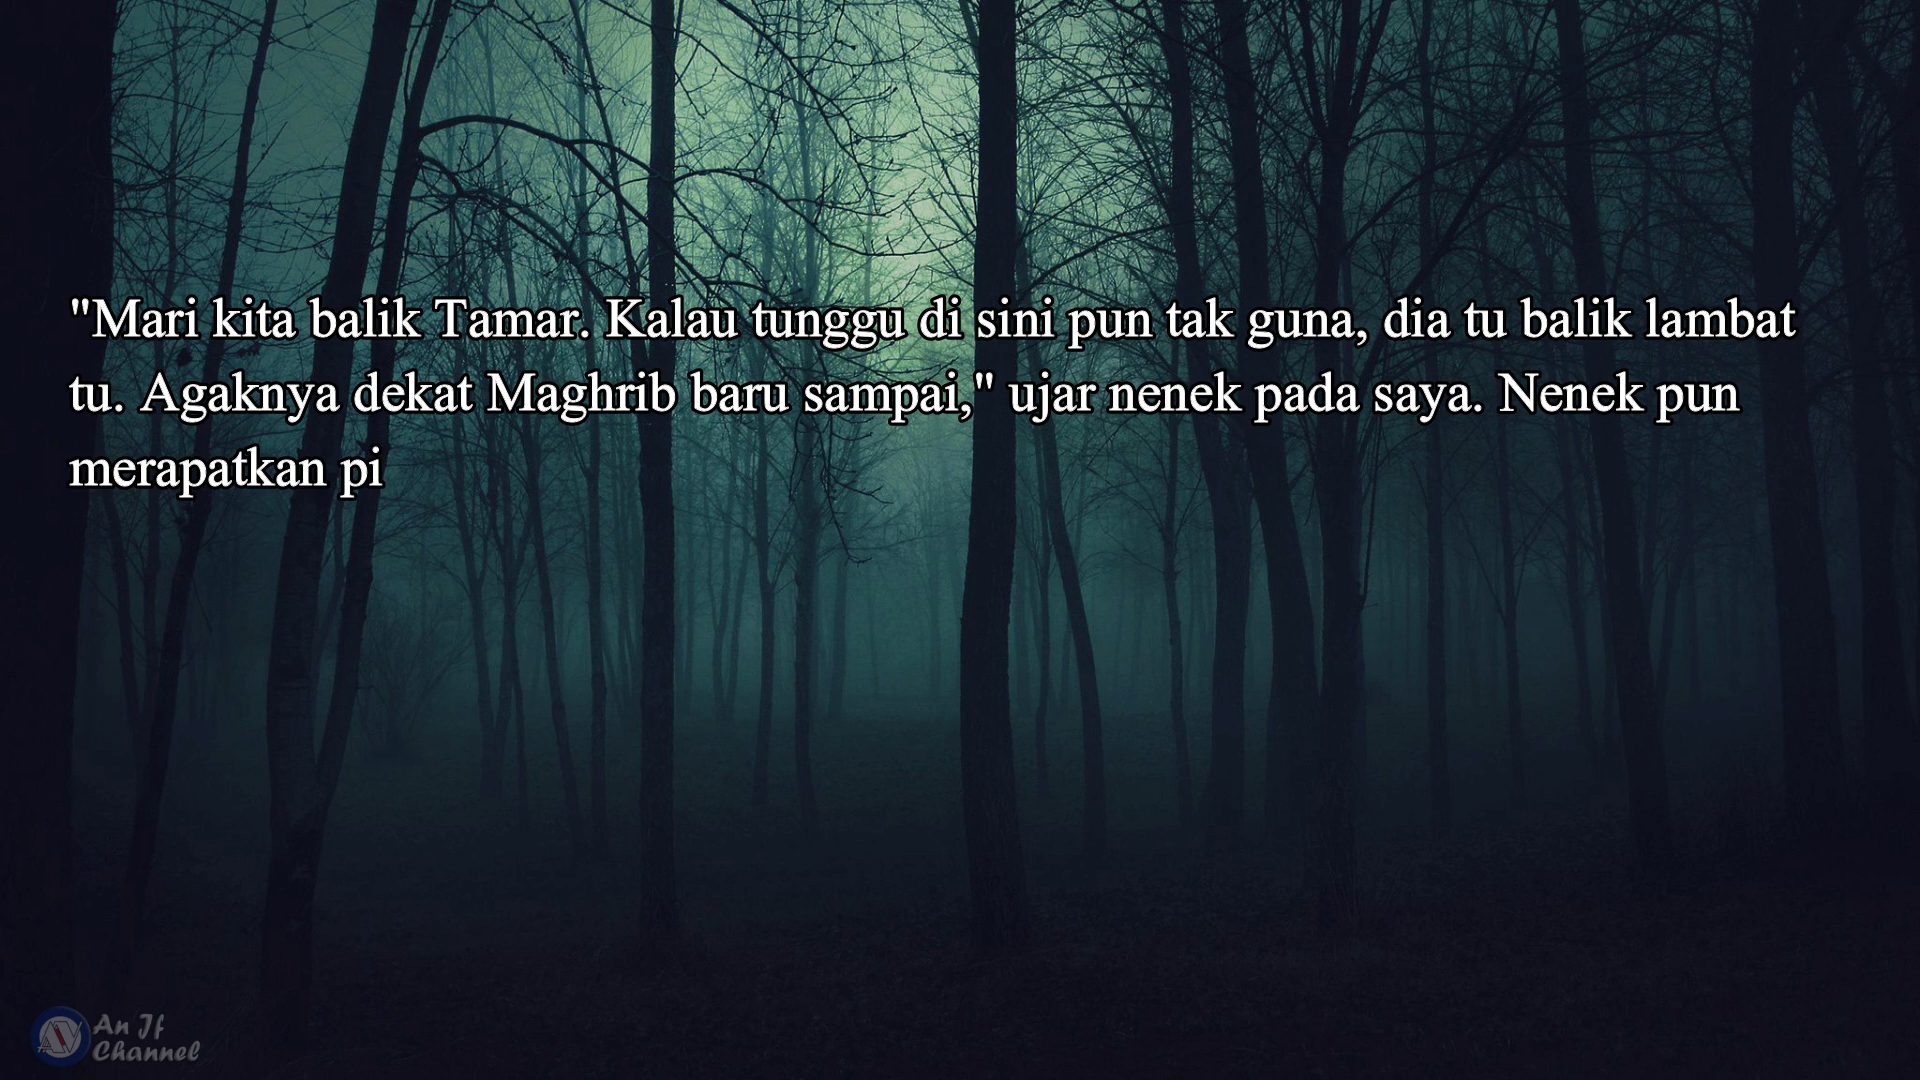 "Mari kita balik Tamar. Kalau tunggu di sini pun tak guna, dia tu balik lambat
tu. Agaknya dekat Maghrib baru sampai," ujar nenek pada saya. Nenek pun
merapatkan pi
An If
Channel